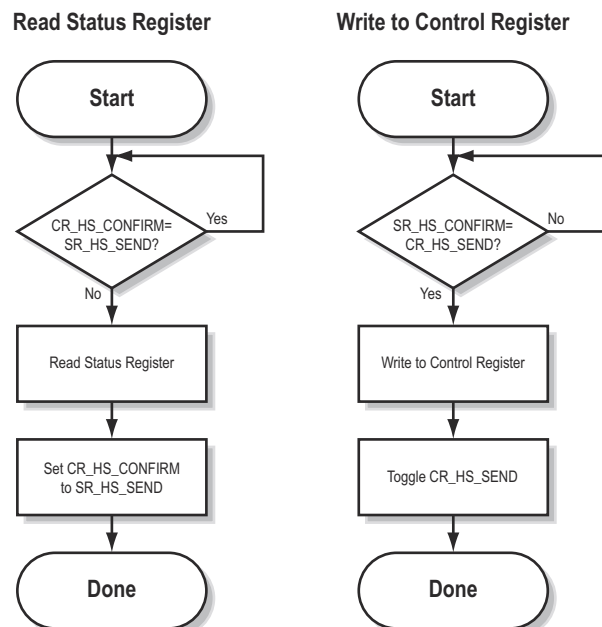 Read Status Register
Start
CR_HS_CONFIRM=
SR_HS_SEND?
Yes
No
Read Status Register
Set CR_HS_CONFIRM
to SR_HS_SEND
Done
Write to Control Register
Start
SR_HS_CONFIRM=
CR_HS_SEND?
No
Yes
Write to Control Register
Toggle CR_HS_SEND
Done